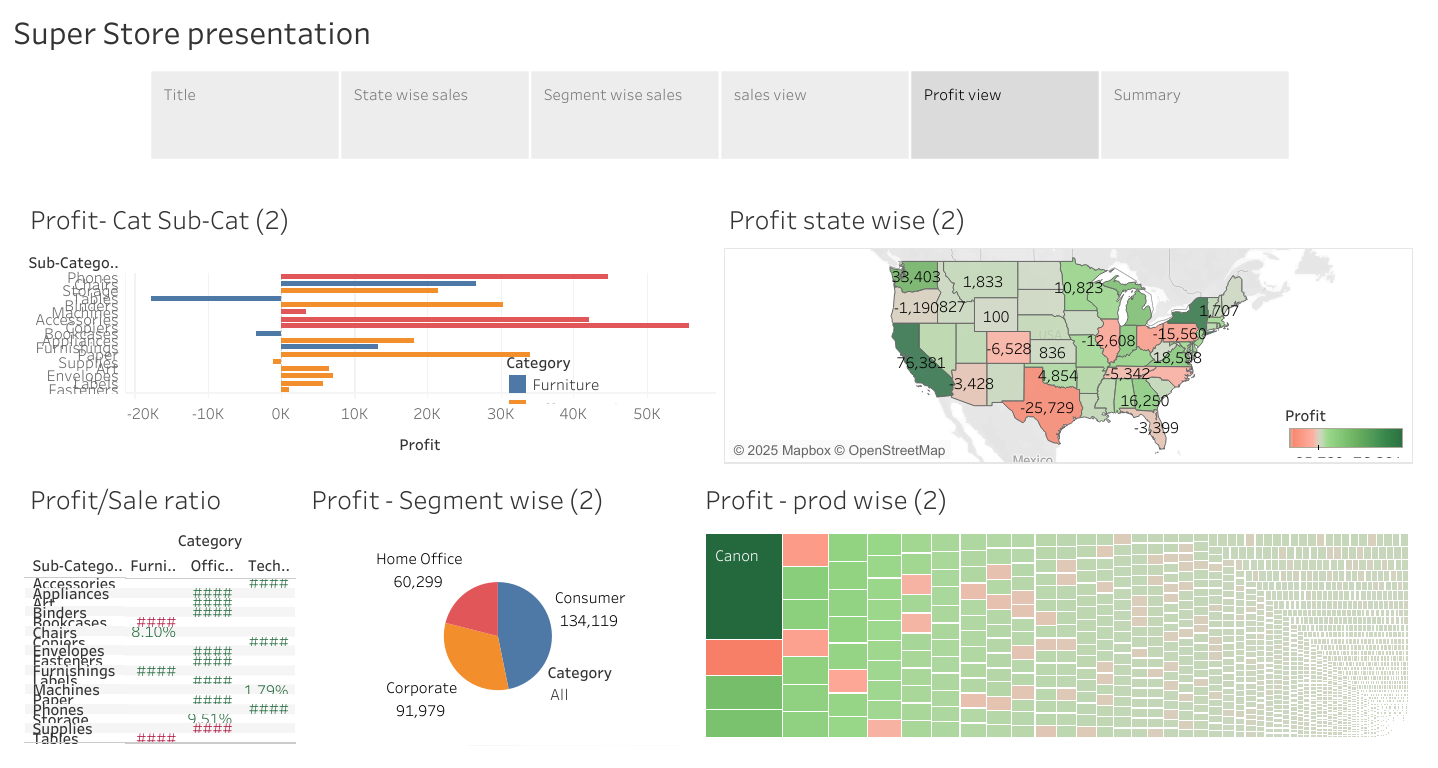 Super Store presentation
Title
State wise sales
Segment wise sales
sales view
Profit view
Summary
Profit- Cat Sub-Cat (2)
Sub-Catego..
Phones
Chairs
Storage
Tables
Binders
Machines
Accessories
Copiers
Bookcases
Appliances
Furnishings
Paper
Supplies
Art
Envelopes
Labels
Fasteners
Category
Furniture
-20K -10K 0K 10K 20K 30K 40K 50K
Profit
Profit state wise (2)
33,403
1,833
10,823
-1,190
827
100
1,707
-15,560
-12,608
-6,528
836
18,598
76,381
-5,342
-3,428
4,854
16,250
-25,729
-3,399
USA
Mexico
© 2025 Mapbox © OpenStreetMap
Profit
Profit/Sale ratio
Category
Sub-Catego.. Furni.. Offic.. Tech..
Accessories ####
Appliances ####
Art ####
Binders ####
Bookcases ####
Chairs 8.10%
Copiers ####
Envelopes ####
Fasteners ####
Furnishings ####
Labels ####
Machines 1.79%
Paper ####
Phones ####
Storage 9.51%
Supplies ####
Tables ####
Profit - Segment wise (2)
Home Office
60,299
Consumer
134,119
Corporate
91,979
Category
All
Profit - prod wise (2)
Canon